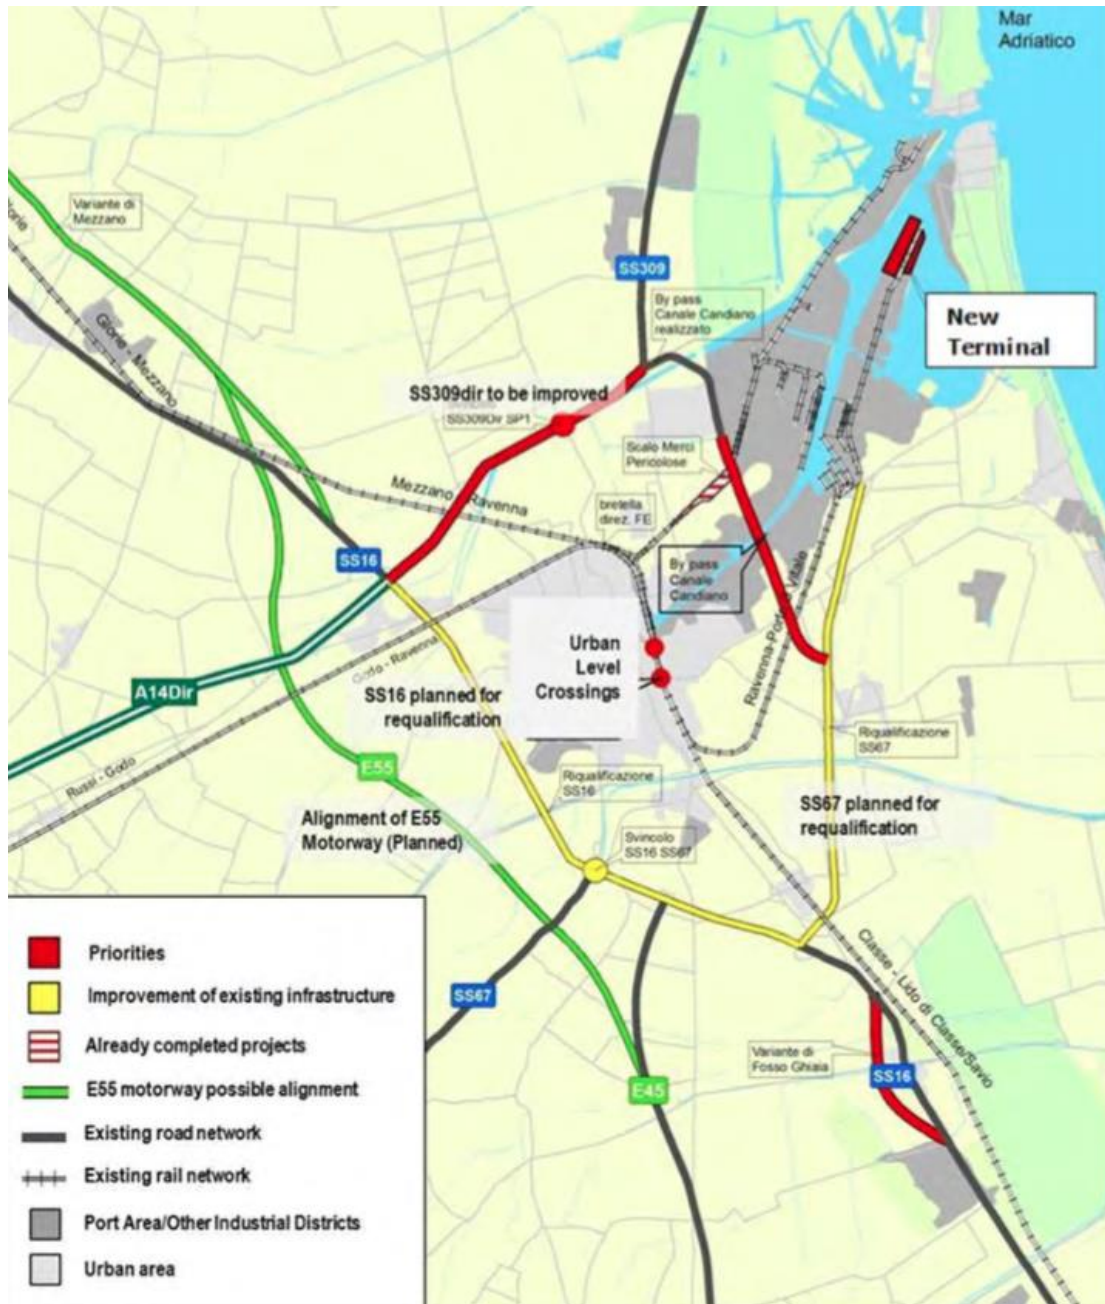 Mar
Adriatico
Variante di
Mezzano
Glorie
SS309
By pass
Canale Candiano
realizzato
New
Terminal
Glorie - Mezzano
SS309dir to be improved
SS309Dir SP1
Scalo Merci
Pericolose
Mezzano - Ravenna
bretella
direz. FE
SS16
By pass
Canale
Candiano
Urban
Level
Crossings
Godo - Ravenna
A14Dir
SS16 planned for
requalification
Riqualificazione
SS67
E55
Russi - Godo
Riqualificazione
SS16
Alignment of E55
Motorway (Planned)
SS67 planned for
requalification
Svincolo
SS16 SS67
Classe - Lido di Classe/Savio
SS67
Variante di
Fosso Ghiaia
SS16
E45
Priorities
Improvement of existing infrastructure
Already completed projects
E55 motorway possible alignment
Existing road network
Existing rail network
Port Area/Other Industrial Districts
Urban area